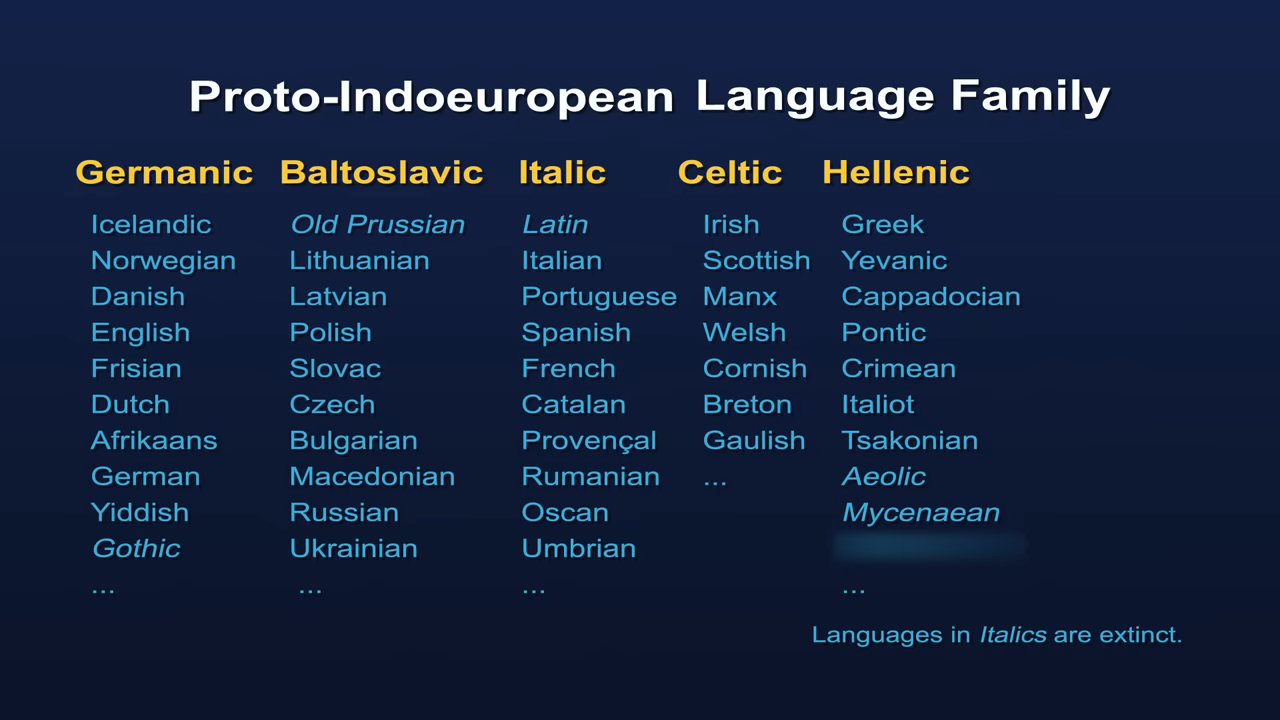 Proto-Indoeuropean Language Family
Germanic Baltoslavic Italic Celtic Hellenic
Icelandic Old Prussian Latin Irish Greek
Norwegian Lithuanian Italian Scottish Yevanic
Danish Latvian Portuguese Manx Cappadocian
English Polish Spanish Welsh Pontic
Frisian Slovac French Cornish Crimean
Dutch Czech Catalan Breton Italiot
Afrikaans Bulgarian Provençal Gaulish Tsakonian
German Macedonian Rumanian ... Aeolic
Yiddish Russian Oscan Mycenaean
Gothic Ukrainian Umbrian
... ... ... ...
Languages in Italics are extinct.